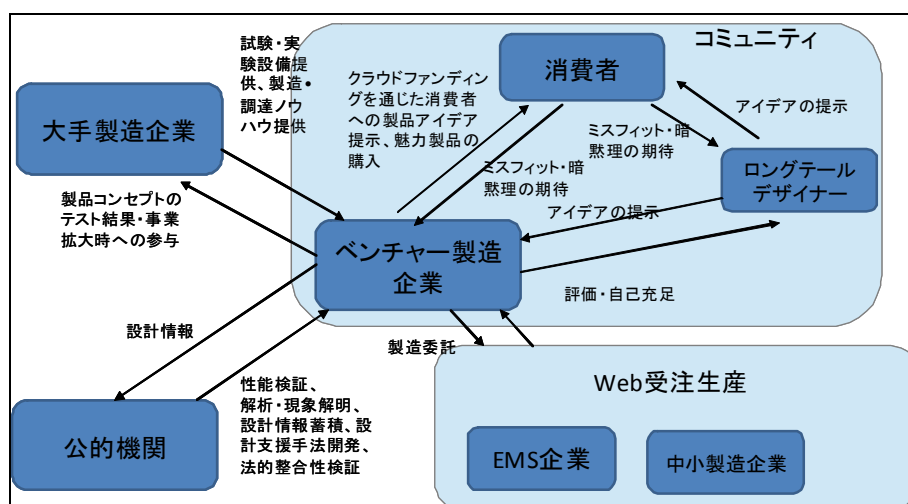 コミュニティ
試験・実
験設備提
供、製造・
調達ノウ
ハウ提供
大手製造企業
クラウドファンディン
グを通じた消費者
への製品アイデア
提示、魅力製品の
購入
消費者
アイデアの提示
ミスフィット・暗
黙理の期待
ミスフィット・暗
黙理の期待
ロングテール
デザイナー
アイデアの提示
製品コンセプトの
テスト結果・事業
拡大時への参与
ベンチャー製造
企業
評価・自己充足
設計情報
製造委託
性能検証、
解析・現象解明、
設計情報蓄積、設
計支援手法開発、
法的整合性検証
公的機関
Web受注生産
EMS企業
中小製造企業